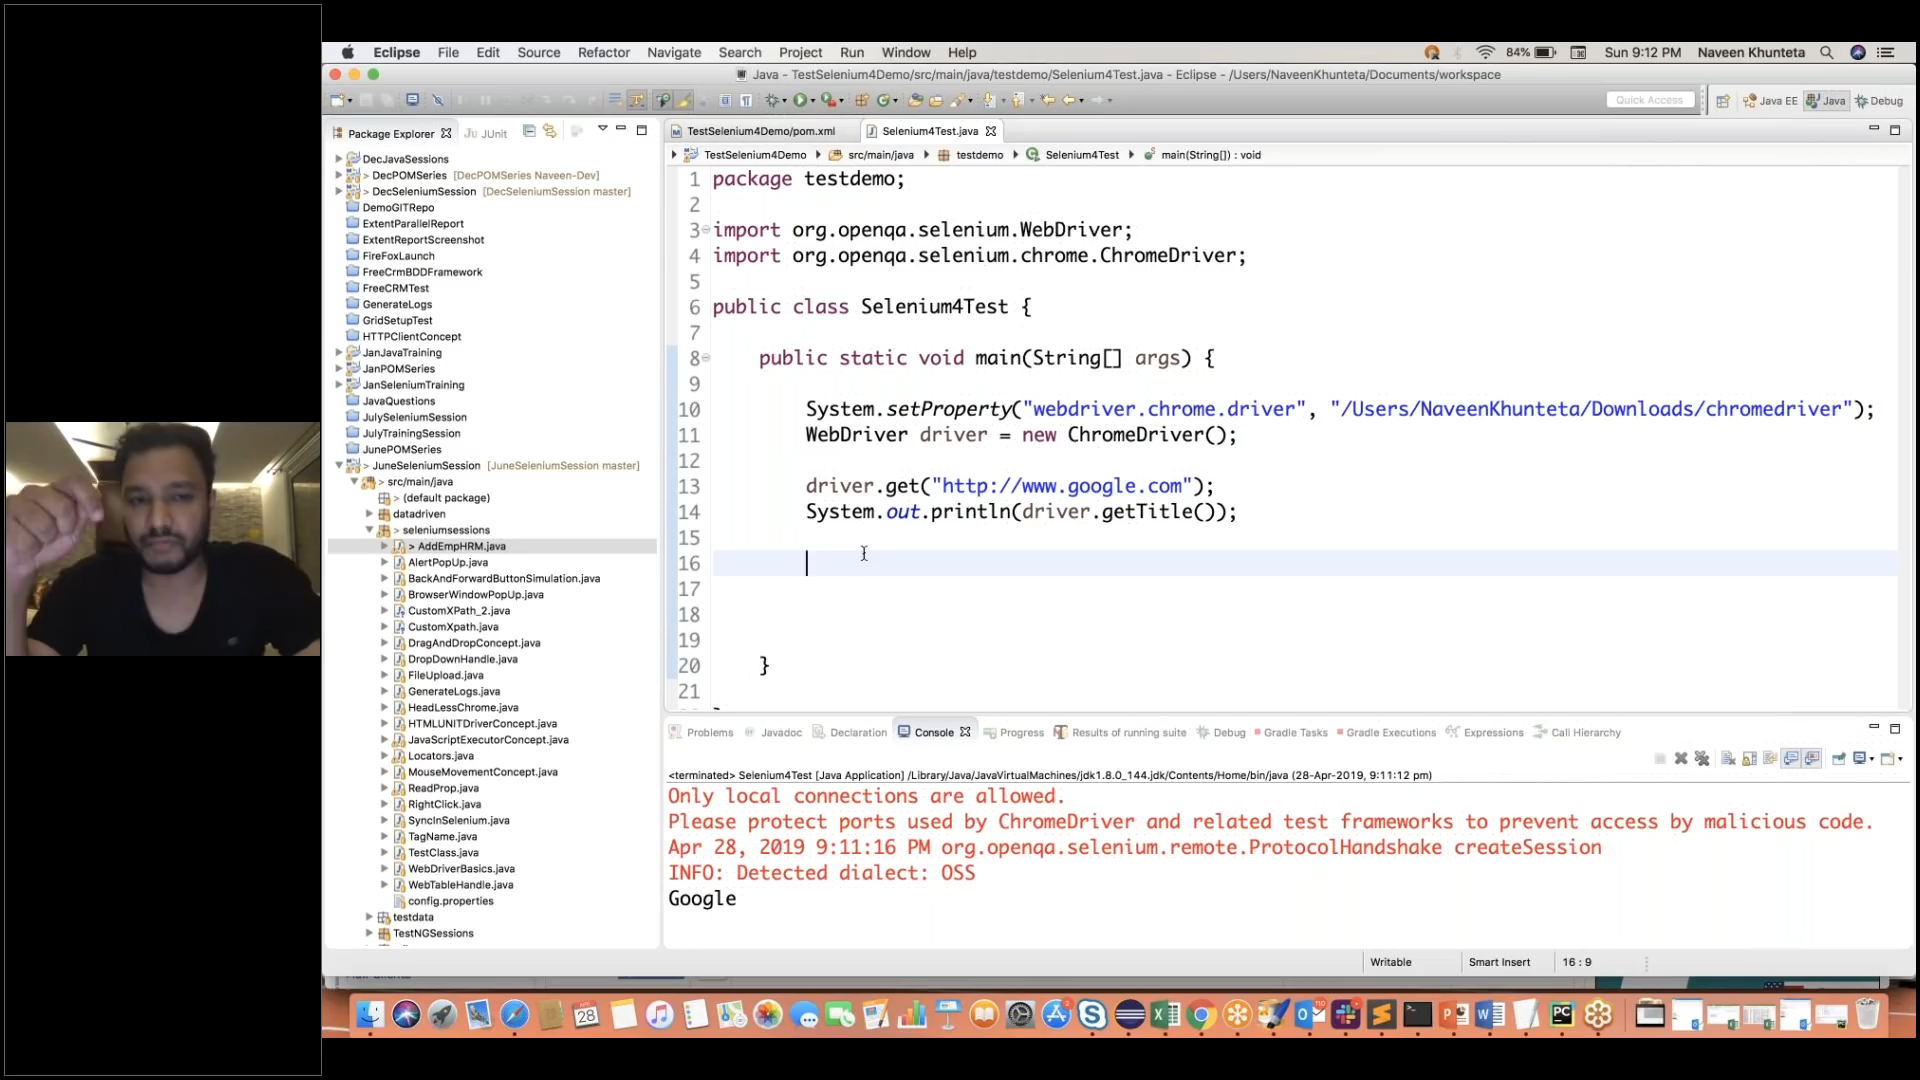 Eclipse File Edit Source Refactor Navigate Search Project Run Window Help 84% Sun 9:12 PM Naveen Khunteta
Java - TestSelenium4Demo/src/main/java/testdemo/Selenium4Test.java - Eclipse - /Users/NaveenKhunteta/Documents/workspace
Quick Access Java EE Java Debug
Package Explorer JUnit
TestSelenium4Demo/pom.xml Selenium4Test.java
TestSelenium4Demo src/main/java testdemo Selenium4Test main(String[]) : void
DecJavaSessions
> DecPOMSeries [DecPOMSeries Naveen-Dev]
> DecSeleniumSession [DecSeleniumSession master]
DemoGITRepo
ExtentParallelReport
ExtentReportScreenshot
FireFoxLaunch
FreeCrmBDDFramework
FreeCRMTest
GenerateLogs
GridSetupTest
HTTPClientConcept
JanJavaTraining
JanPOMSeries
JanSeleniumTraining
JavaQuestions
JulySeleniumSession
JulyTrainingSession
JunePOMSeries
> JuneSeleniumSession [JuneSeleniumSession master]
> src/main/java
> (default package)
datadriven
> seleniumsessions
> AddEmpHRM.java
AlertPopUp.java
BackAndForwardButtonSimulation.java
BrowserWindowPopUp.java
CustomXPath_2.java
CustomXpath.java
DragAndDropConcept.java
DropDownHandle.java
FileUpload.java
GenerateLogs.java
HeadLessChrome.java
HTMLUNITDriverConcept.java
JavaScriptExecutorConcept.java
Locators.java
MouseMovementConcept.java
ReadProp.java
RightClick.java
SyncInSelenium.java
TagName.java
TestClass.java
WebDriverBasics.java
WebTableHandle.java
config.properties
testdata
TestNGSessions
1 package testdemo;
2
3 import org.openqa.selenium.WebDriver;
4 import org.openqa.selenium.chrome.ChromeDriver;
5
6 public class Selenium4Test {
7
8 public static void main(String[] args) {
9
10 System.setProperty("webdriver.chrome.driver", "/Users/NaveenKhunteta/Downloads/chromedriver");
11 WebDriver driver = new ChromeDriver();
12
13 driver.get("http://www.google.com");
14 System.out.println(driver.getTitle());
15
16
17
18
19
20 }
21
Problems Javadoc Declaration Console Progress Results of running suite Debug Gradle Tasks Gradle Executions Expressions Call Hierarchy
<terminated> Selenium4Test [Java Application] /Library/Java/JavaVirtualMachines/jdk1.8.0_144.jdk/Contents/Home/bin/java (28-Apr-2019, 9:11:12 pm)
Only local connections are allowed.
Please protect ports used by ChromeDriver and related test frameworks to prevent access by malicious code.
Apr 28, 2019 9:11:16 PM org.openqa.selenium.remote.ProtocolHandshake createSession
INFO: Detected dialect: OSS
Google
Writable Smart Insert 16 : 9